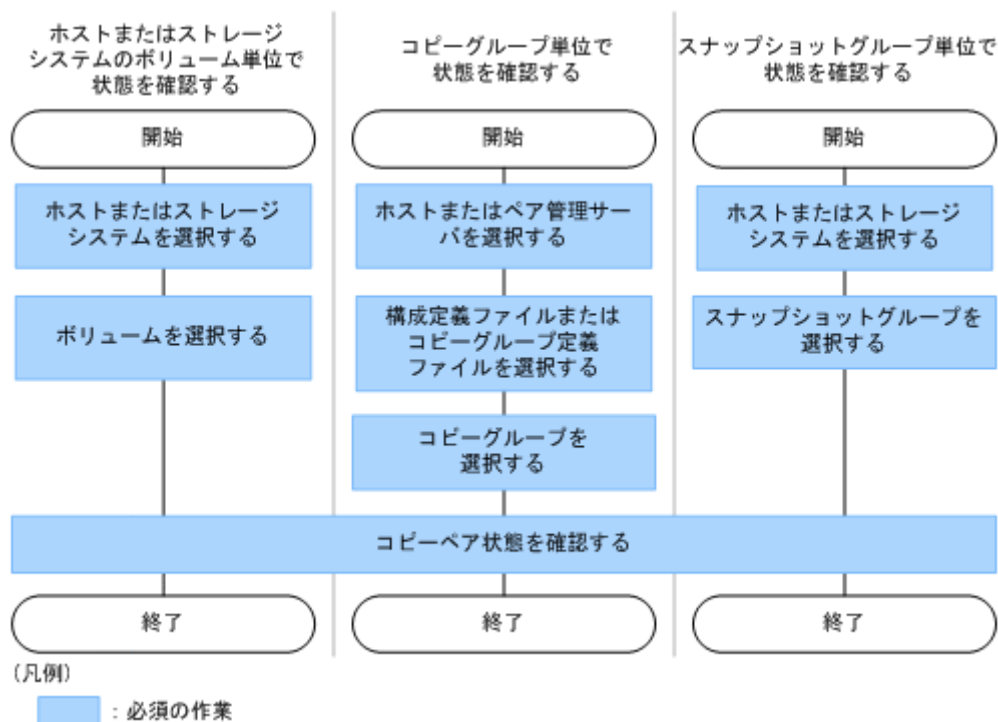 ホストまたはストレージ
システムのボリューム単位で
状態を確認する
コピーグループ単位で
状態を確認する
スナップショットグループ単位で
状態を確認する
開始
開始
開始
ホストまたはストレージ
システムを選択する
ホストまたはペア管理サー
バを選択する
ホストまたはストレージ
システムを選択する
ボリュームを選択する
構成定義ファイルまたは
コピーグループ定義
ファイルを選択する
スナップショットグループを
選択する
コピーグループを
選択する
コピーペア状態を確認する
終了
終了
終了
(凡例)
：必須の作業